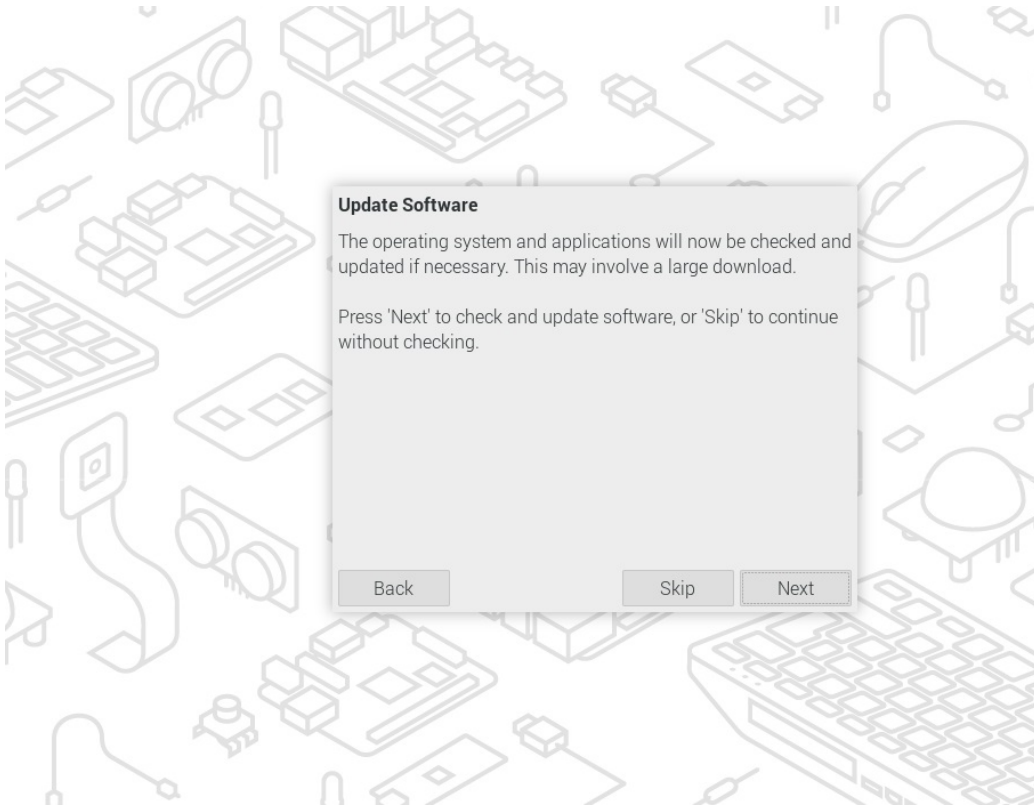 Update Software
The operating system and applications will now be checked and
updated if necessary. This may involve a large download.
Press 'Next' to check and update software, or 'Skip' to continue
without checking.
Back
Skip
Next